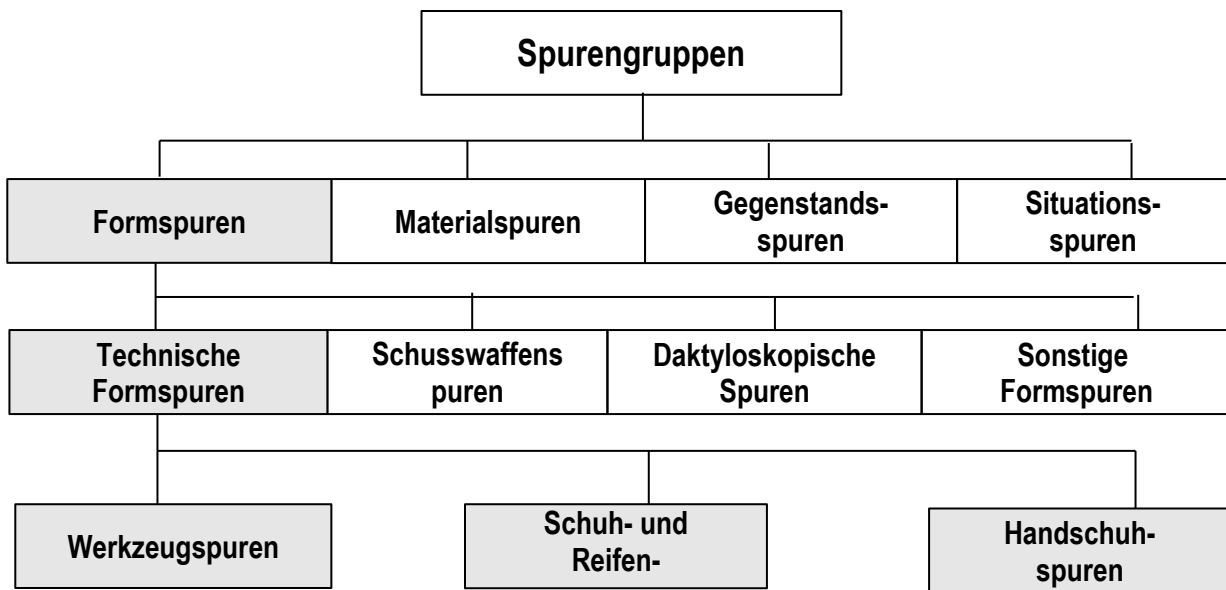 Spurengruppen
Formspuren
Materialspuren
Gegenstands-
spuren
Situations-
spuren
Technische
Formspuren
Schusswaffens
puren
Daktyloskopische
Spuren
Sonstige
Formspuren
Werkzeugspuren
Schuh- und
Reifen-
Handschuh-
spuren